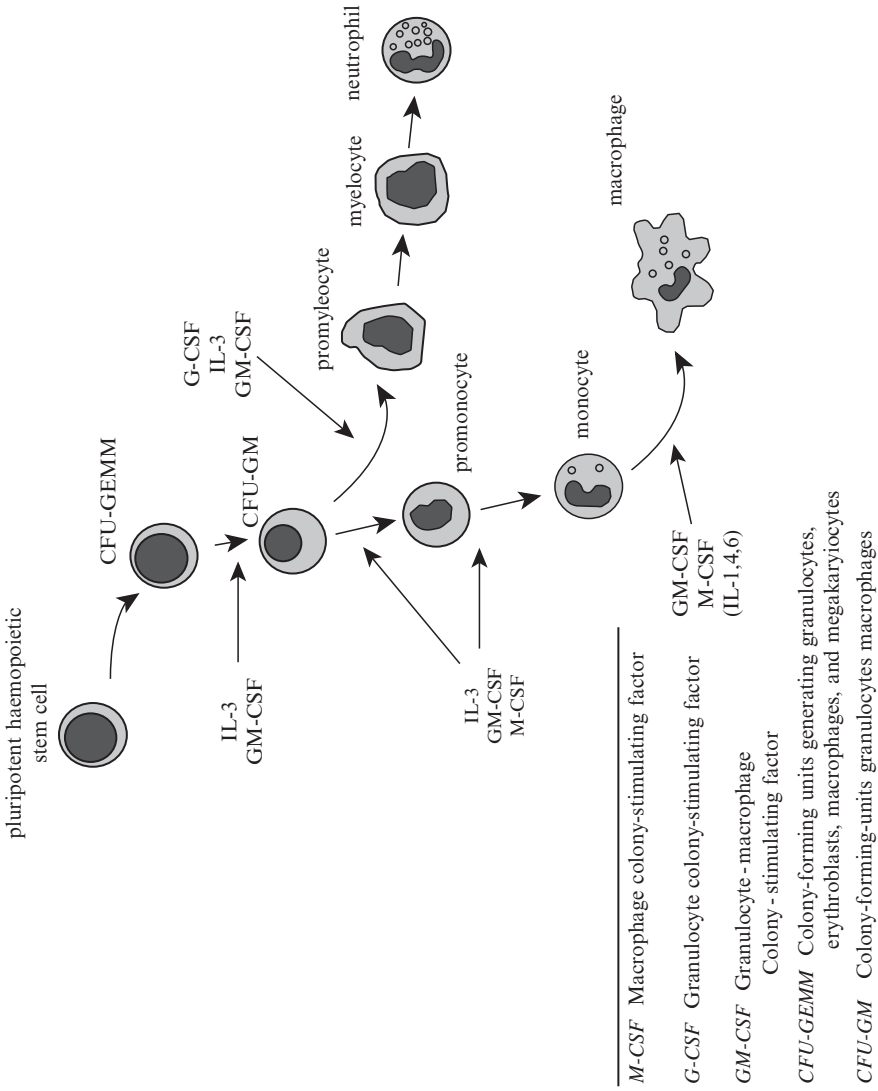 pluripotent haemopoietic
stem cell
CFU-GEMM
IL-3
GM-CSF
CFU-GM
G-CSF
IL-3
GM-CSF
promyleocyte
myelocyte
neutrophil
IL-3
GM-CSF
M-CSF
promonocyte
monocyte
GM-CSF
M-CSF
(IL-1,4,6)
macrophage
M-CSF Macrophage colony-stimulating factor
G-CSF Granulocyte colony-stimulating factor
GM-CSF Granulocyte-macrophage
Colony-stimulating factor
CFU-GEMM Colony-forming units generating granulocytes,
erythroblasts, macrophages, and megakaryiocytes
CFU-GM Colony-forming-units granulocytes macrophages